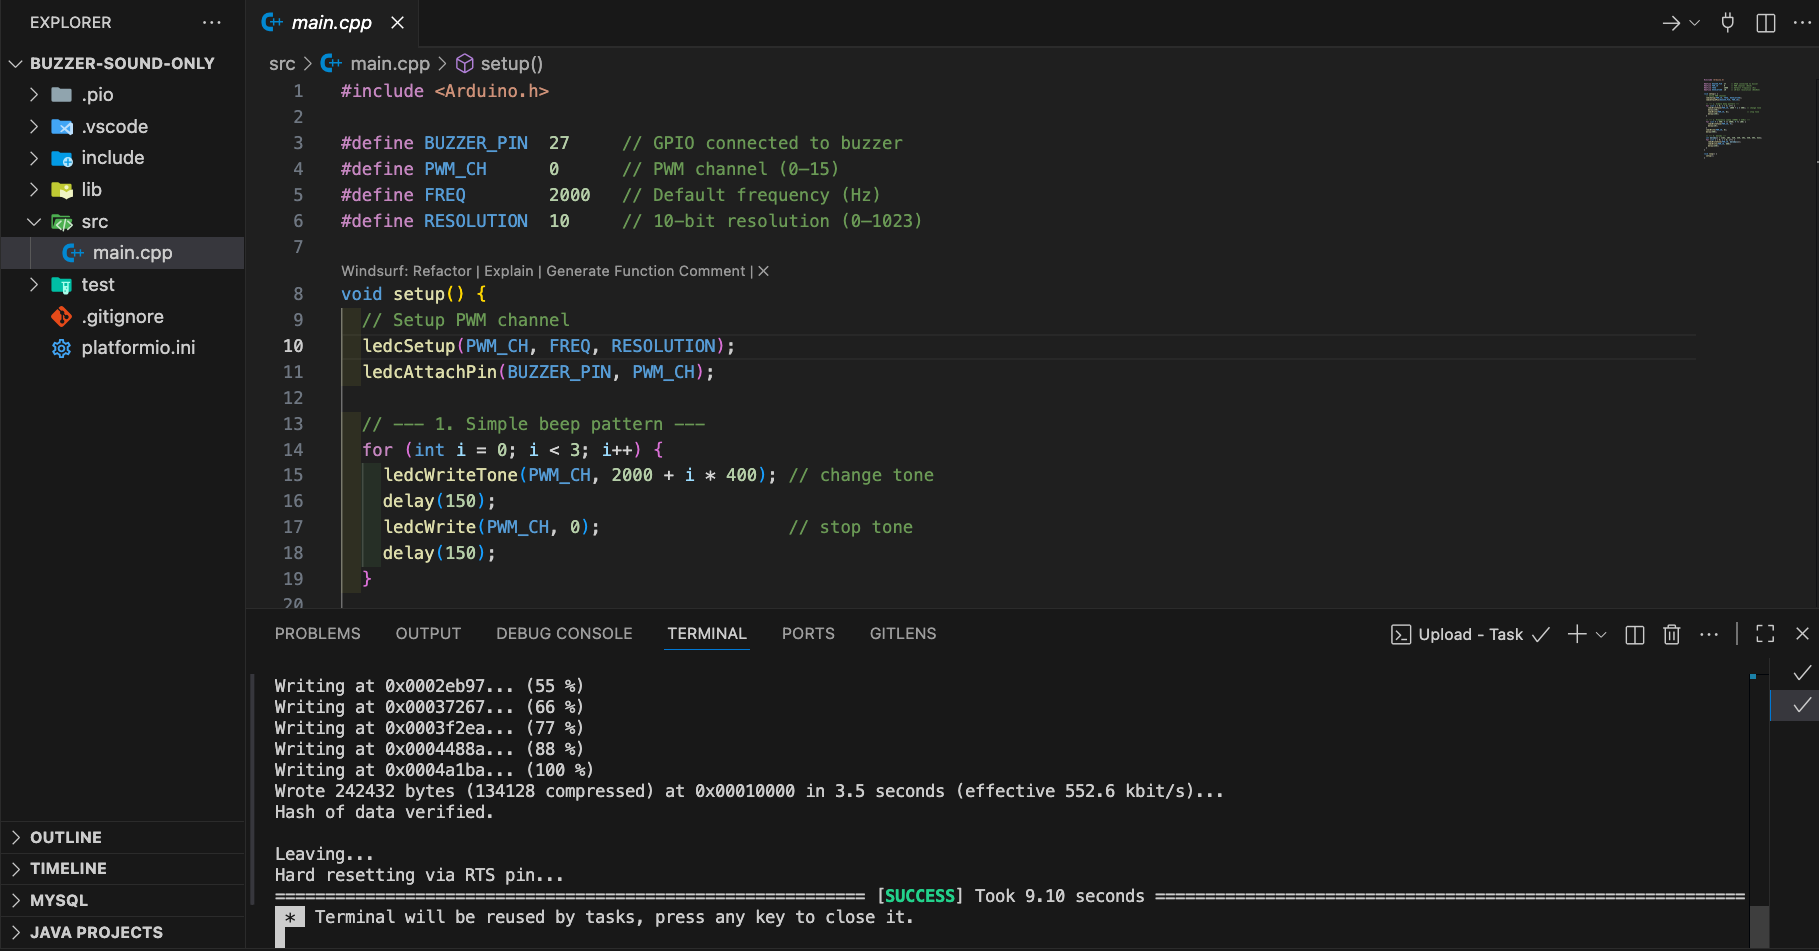 EXPLORER
BUZZER-SOUND-ONLY
.pio
.vscode
include
lib
src
main.cpp
test
.gitignore
platformio.ini
OUTLINE
TIMELINE
MYSQL
JAVA PROJECTS
main.cpp
src > main.cpp > setup()
1 #include <Arduino.h>
2
3 #define BUZZER_PIN  27     // GPIO connected to buzzer
4 #define PWM_CH      0      // PWM channel (0–15)
5 #define FREQ        2000   // Default frequency (Hz)
6 #define RESOLUTION  10     // 10-bit resolution (0–1023)
7
Windsurf: Refactor | Explain | Generate Function Comment | ×
8 void setup() {
9   // Setup PWM channel
10   ledcSetup(PWM_CH, FREQ, RESOLUTION);
11   ledcAttachPin(BUZZER_PIN, PWM_CH);
12
13   // --- 1. Simple beep pattern ---
14   for (int i = 0; i < 3; i++) {
15     ledcWriteTone(PWM_CH, 2000 + i * 400); // change tone
16     delay(150);
17     ledcWrite(PWM_CH, 0);                  // stop tone
18     delay(150);
19   }
20
PROBLEMS OUTPUT DEBUG CONSOLE TERMINAL PORTS GITLENS Upload - Task
Writing at 0x0002eb97... (55 %)
Writing at 0x00037267... (66 %)
Writing at 0x0003f2ea... (77 %)
Writing at 0x0004488a... (88 %)
Writing at 0x0004a1ba... (100 %)
Wrote 242432 bytes (134128 compressed) at 0x00010000 in 3.5 seconds (effective 552.6 kbit/s)...
Hash of data verified.
Leaving...
Hard resetting via RTS pin...
=========================================================== [SUCCESS] Took 9.10 seconds ===========================================================
* Terminal will be reused by tasks, press any key to close it.